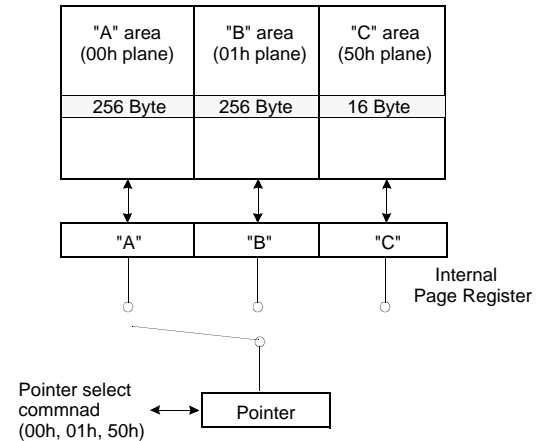 "A" area
(00h plane)
"B" area
(01h plane)
"C" area
(50h plane)
256 Byte
256 Byte
16 Byte
"A"
"B"
"C"
Internal
Page Register
Pointer select
commnad
(00h, 01h, 50h)
Pointer